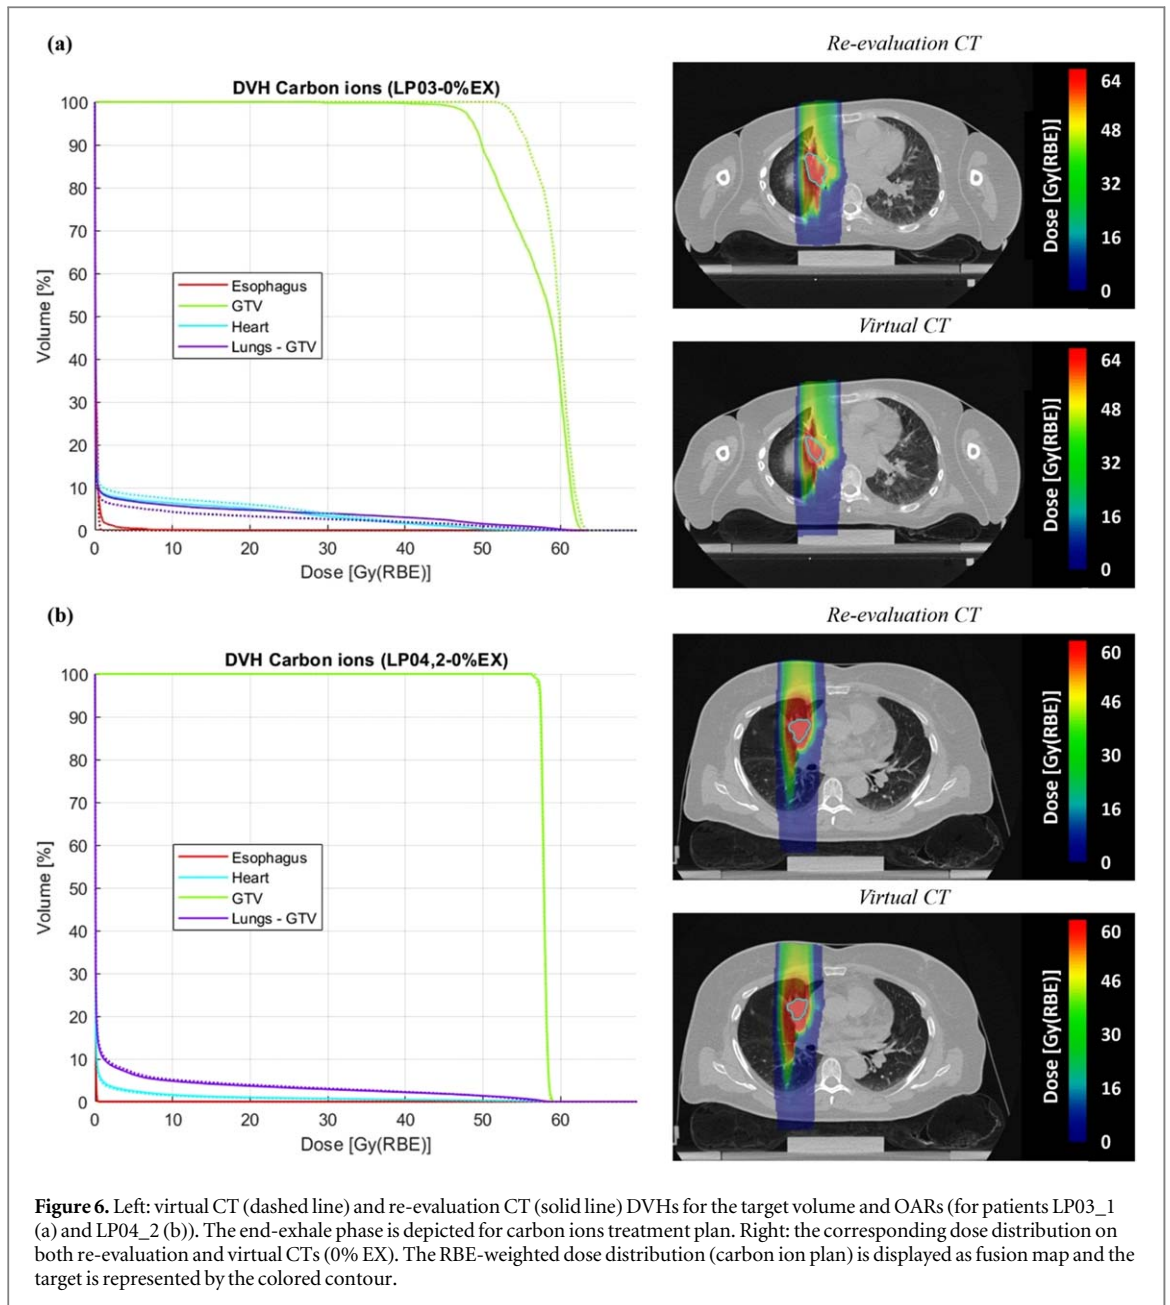 (a)
Re-evaluation CT
DVH Carbon ions (LP03-0%EX)
100
90
80
70
60
50
40
30
20
10
0
Volume [%]
Esophagus
GTV
Heart
Lungs - GTV
0 10 20 30 40 50 60
Dose [Gy(RBE)]
64
48
32
16
0
Dose [Gy(RBE)]
Virtual CT
64
48
32
16
0
Dose [Gy(RBE)]
(b)
Re-evaluation CT
DVH Carbon ions (LP04,2-0%EX)
100
90
80
70
60
50
40
30
20
10
0
Volume [%]
Esophagus
Heart
GTV
Lungs - GTV
0 10 20 30 40 50 60
Dose [Gy(RBE)]
60
46
30
16
0
Dose [Gy(RBE)]
Virtual CT
60
46
30
16
0
Dose [Gy(RBE)]
Figure 6. Left: virtual CT (dashed line) and re-evaluation CT (solid line) DVHs for the target volume and OARs (for patients LP03_1
(a) and LP04_2 (b)). The end-exhale phase is depicted for carbon ions treatment plan. Right: the corresponding dose distribution on
both re-evaluation and virtual CTs (0% EX). The RBE-weighted dose distribution (carbon ion plan) is displayed as fusion map and the
target is represented by the colored contour.